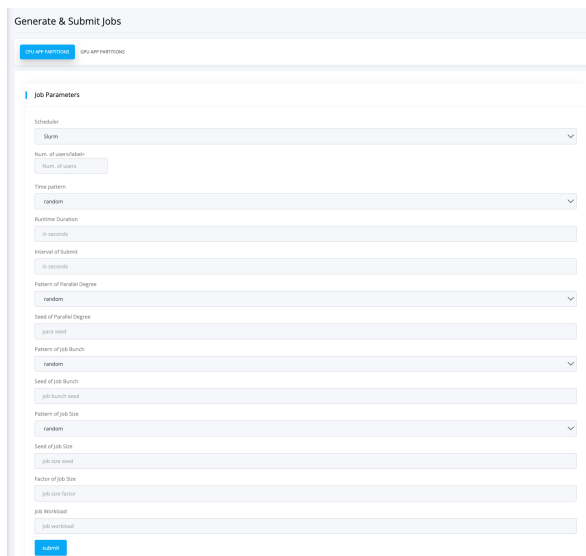 Generate & Submit Jobs
CPU APP PARTITIONS GPU APP PARTITIONS
Job Parameters
Scheduler
Slurm
Num. of users/label>
Num. of users
Time pattern
random
Runtime Duration
in seconds
Interval of Submit
in seconds
Pattern of Parallel Degree
random
Seed of Parallel Degree
para seed
Pattern of Job Bunch
random
Seed of Job Bunch
Job bunch seed
Pattern of Job Size
random
Seed of Job Size
Job size seed
Factor of Job Size
Job size factor
Job Workload
Job workload
submit